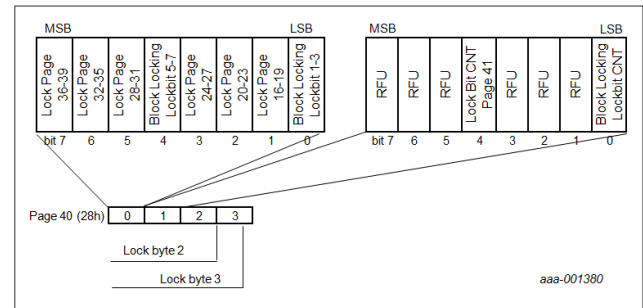 MSB LSB
Lock Page 36-39
Lock Page 32-35
Lock Page 28-31
Block Locking Lockbit 5-7
Lock Page 24-27
Lock Page 20-23
Lock Page 16-19
Block Locking Lockbit 1-3
bit 7 6 5 4 3 2 1 0
MSB LSB
RFU
RFU
RFU
Lock Bit CNT Page 41
RFU
RFU
RFU
Block Locking Lockbit CNT
bit 7 6 5 4 3 2 1 0
Page 40 (28h) 0 1 2 3
Lock byte 2
Lock byte 3
aaa-001380